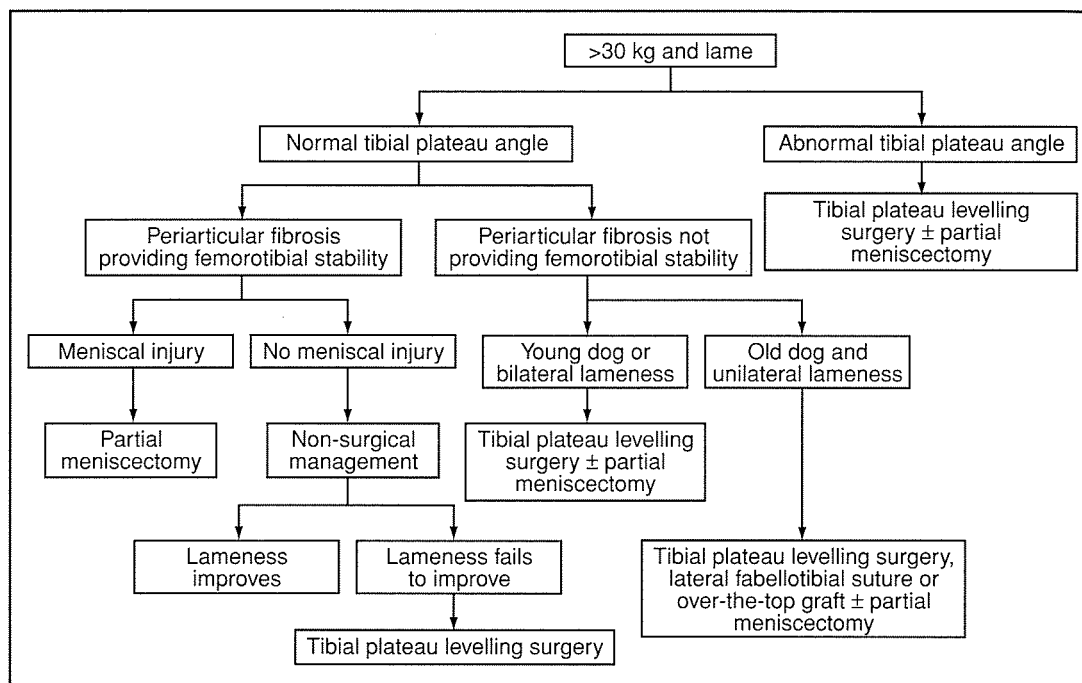 >30 kg and lame
Normal tibial plateau angle
Abnormal tibial plateau angle
Periarticular fibrosis
providing femorotibial stability
Periarticular fibrosis not
providing femorotibial stability
Tibial plateau levelling
surgery ± partial
meniscectomy
Meniscal injury
No meniscal injury
Young dog or
bilateral lameness
Old dog and
unilateral lameness
Partial
meniscectomy
Non-surgical
management
Tibial plateau levelling
surgery ± partial
meniscectomy
Lameness
improves
Lameness fails
to improve
Tibial plateau levelling surgery,
lateral fabellotibial suture or
over-the-top graft ± partial
meniscectomy
Tibial plateau levelling surgery